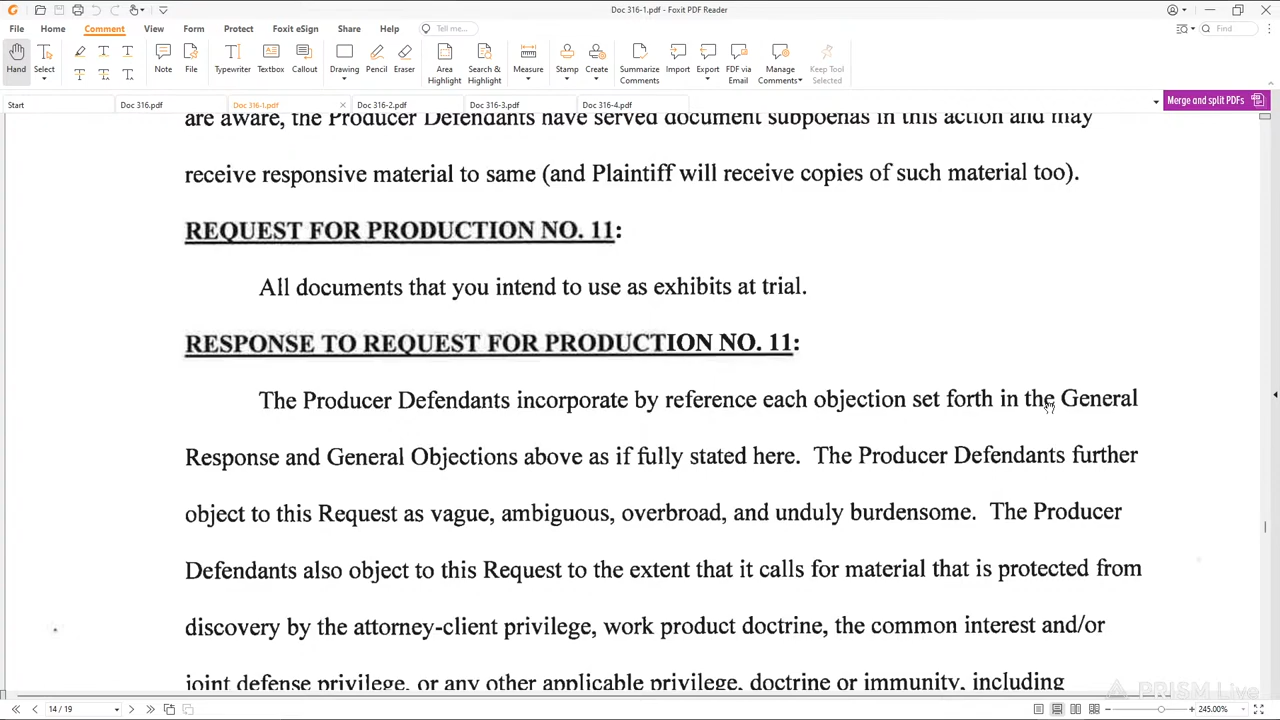 Doc 316-1.pdf - Foxit PDF Reader
File Home Comment View Form Protect Foxit eSign Share Help Tell me... Find
Hand Select Note File Typewriter Textbox Callout Drawing Pencil Eraser Area Highlight Search & Highlight Measure Stamp Create Summarize Comments Import Export FDF via Email Manage Comments Keep Tool Selected
Start Doc 316.pdf Doc 316-1.pdf Doc 316-2.pdf Doc 316-3.pdf Doc 316-4.pdf Merge and split PDFs
are aware, the Producer Defendants have served document subpoenas in this action and may
receive responsive material to same (and Plaintiff will receive copies of such material too).
REQUEST FOR PRODUCTION NO. 11:
All documents that you intend to use as exhibits at trial.
RESPONSE TO REQUEST FOR PRODUCTION NO. 11:
The Producer Defendants incorporate by reference each objection set forth in the General
Response and General Objections above as if fully stated here. The Producer Defendants further
object to this Request as vague, ambiguous, overbroad, and unduly burdensome. The Producer
Defendants also object to this Request to the extent that it calls for material that is protected from
discovery by the attorney-client privilege, work product doctrine, the common interest and/or
joint defense privilege, or any other applicable privilege, doctrine or immunity, including
PRISM Live
14 / 19 245.00%